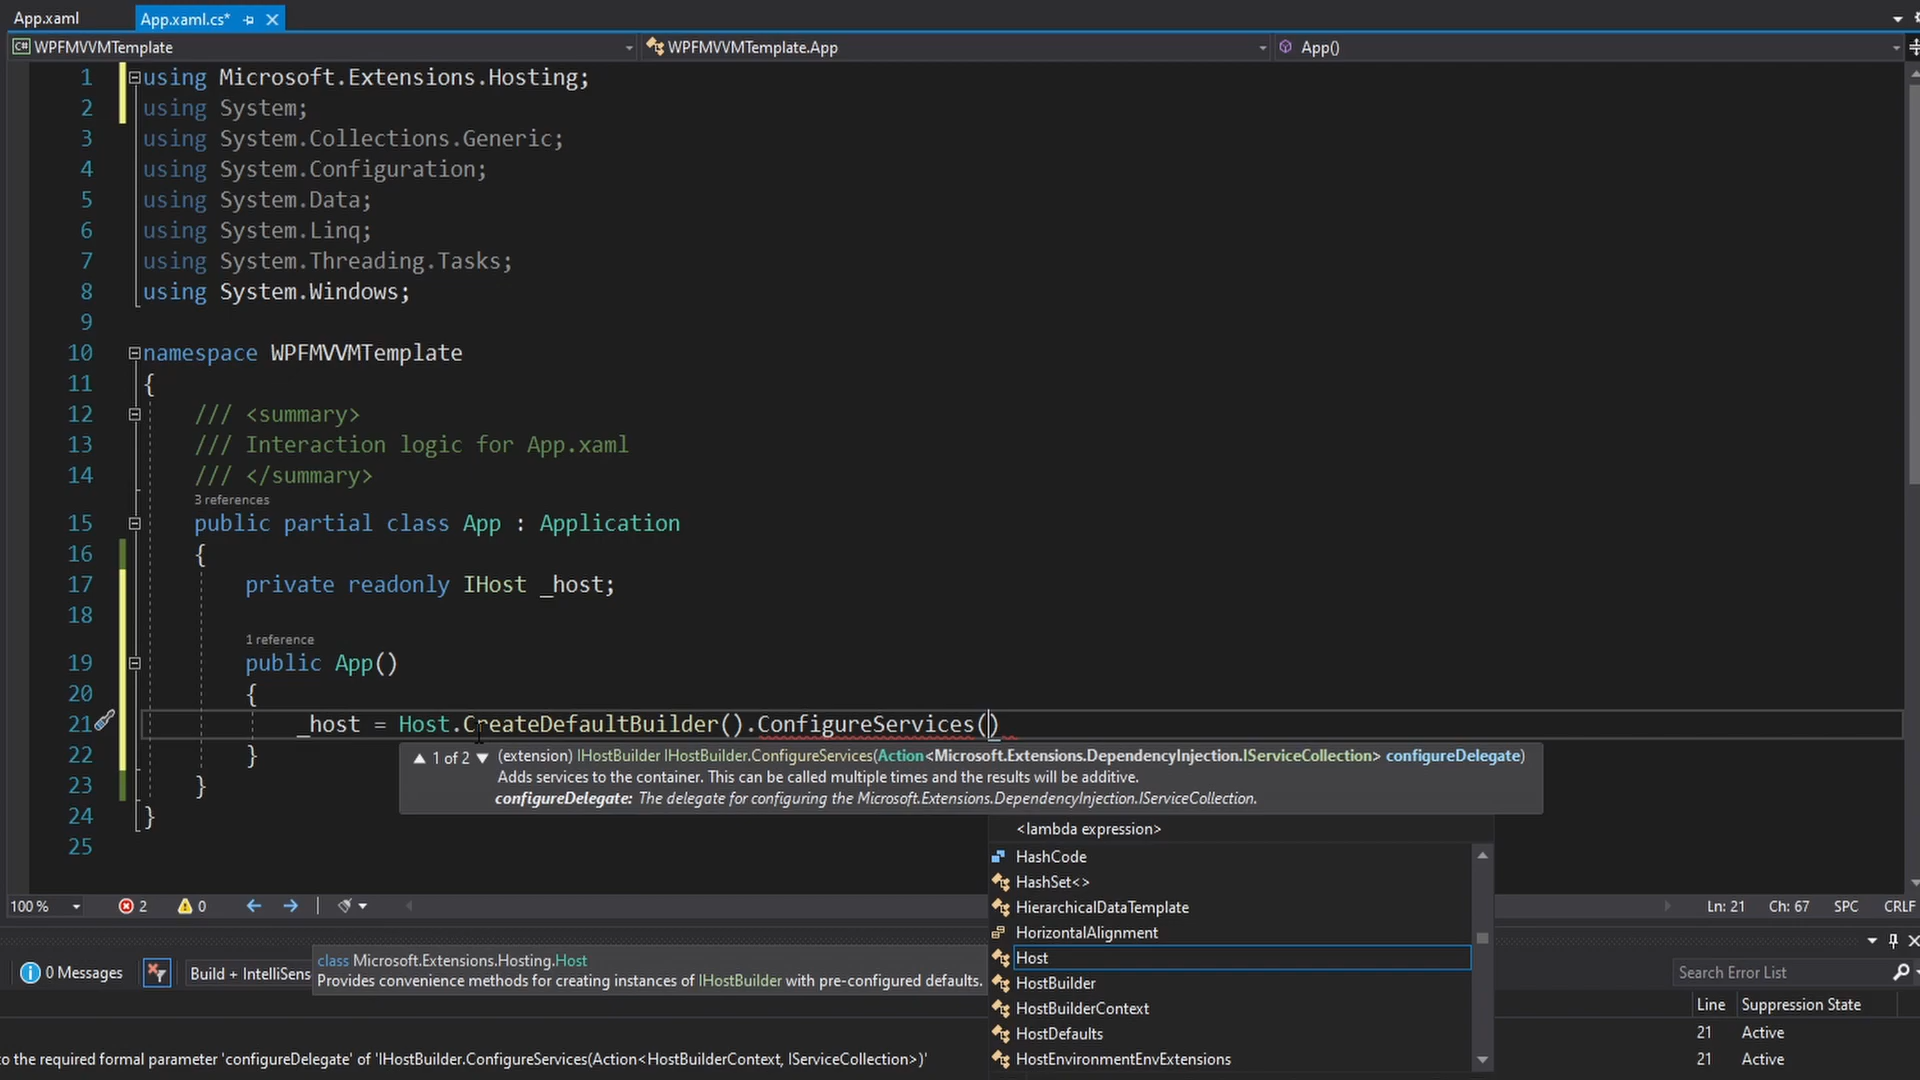 App.xaml
App.xaml.cs*
WPFMVVMTemplate
WPFMVVMTemplate.App
App()
1 using Microsoft.Extensions.Hosting;
2 using System;
3 using System.Collections.Generic;
4 using System.Configuration;
5 using System.Data;
6 using System.Linq;
7 using System.Threading.Tasks;
8 using System.Windows;
9
10 namespace WPFMVVMTemplate
11 {
12 /// <summary>
13 /// Interaction logic for App.xaml
14 /// </summary>
3 references
15 public partial class App : Application
16 {
17 private readonly IHost _host;
18
1 reference
19 public App()
20 {
21 _host = Host.CreateDefaultBuilder().ConfigureServices()
22 }
23 }
24 }
25
▲ 1 of 2 ▼ (extension) IHostBuilder IHostBuilder.ConfigureServices(Action<Microsoft.Extensions.DependencyInjection.IServiceCollection> configureDelegate)
Adds services to the container. This can be called multiple times and the results will be additive.
configureDelegate: The delegate for configuring the Microsoft.Extensions.DependencyInjection.IServiceCollection.
<lambda expression>
HashCode
HashSet<>
HierarchicalDataTemplate
HorizontalAlignment
Host
HostBuilder
HostBuilderContext
HostDefaults
HostEnvironmentEnvExtensions
100 %
2
0
Ln: 21 Ch: 67 SPC CRLF
0 Messages
Build + IntelliSens
class Microsoft.Extensions.Hosting.Host
Provides convenience methods for creating instances of IHostBuilder with pre-configured defaults.
Search Error List
Line Suppression State
21 Active
to the required formal parameter 'configureDelegate' of 'IHostBuilder.ConfigureServices(Action<HostBuilderContext, IServiceCollection>)'
21 Active